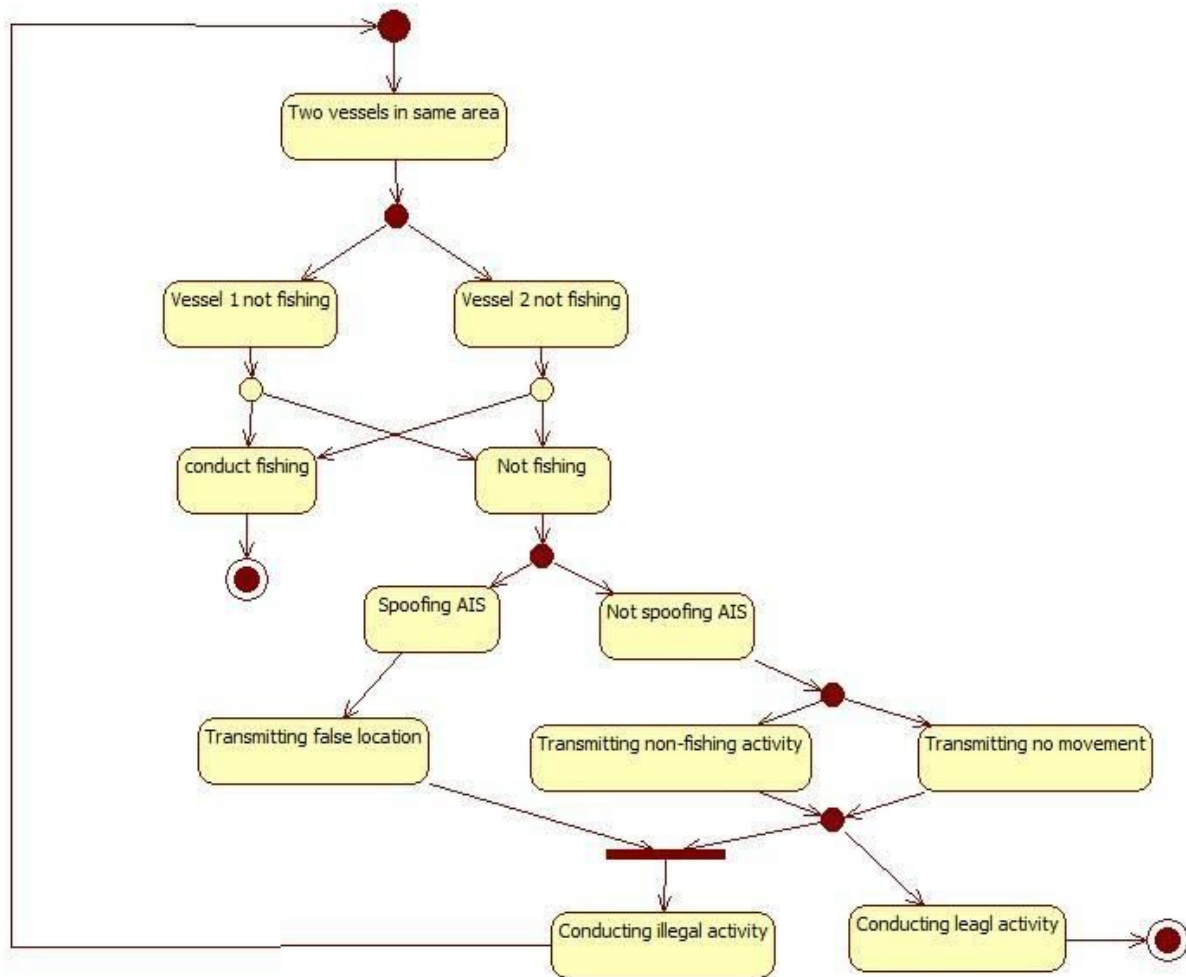 Two vessels in same area
Vessel 1 not fishing
Vessel 2 not fishing
conduct fishing
Not fishing
Spoofing AIS
Not spoofing AIS
Transmitting false location
Transmitting non-fishing activity
Transmitting no movement
Conducting illegal activity
Conducting leagl activity